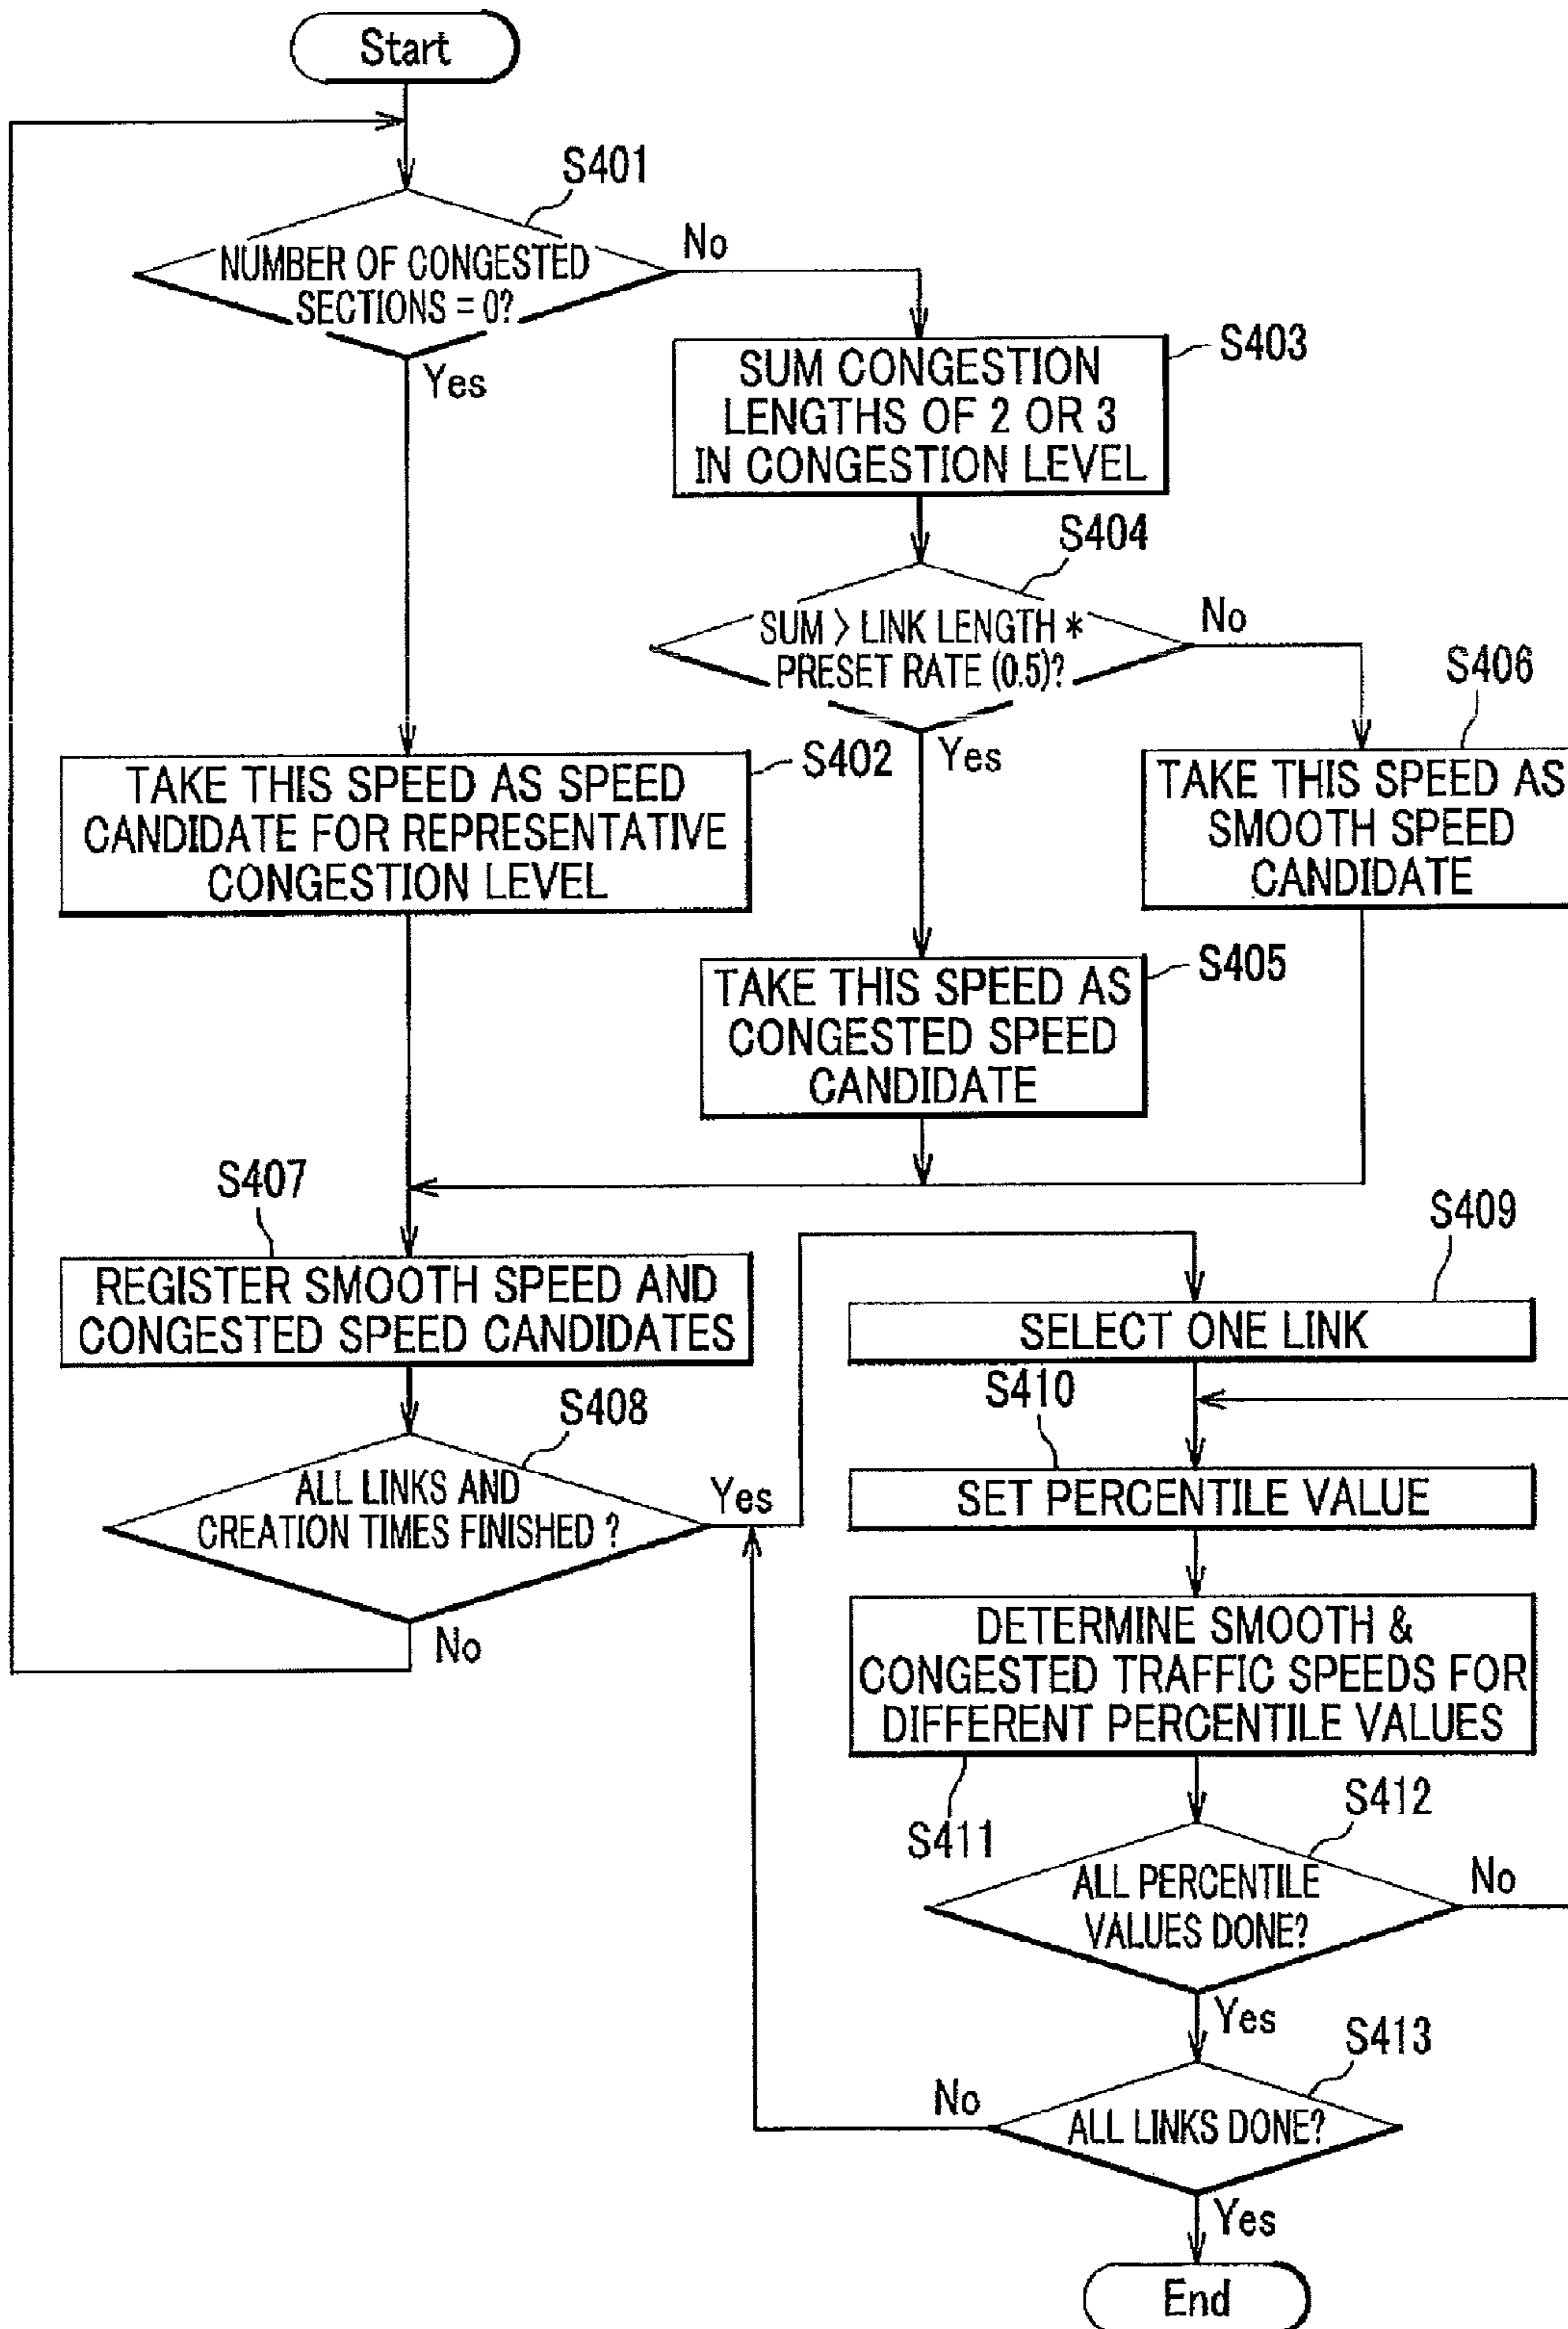 Start
S401
NUMBER OF CONGESTED
SECTIONS = 0?
No
Yes
S403
SUM CONGESTION
LENGTHS OF 2 OR 3
IN CONGESTION LEVEL
S404
SUM > LINK LENGTH *
PRESET RATE (0.5)?
No
Yes
S406
TAKE THIS SPEED AS
SMOOTH SPEED
CANDIDATE
S402
TAKE THIS SPEED AS SPEED
CANDIDATE FOR REPRESENTATIVE
CONGESTION LEVEL
S405
TAKE THIS SPEED AS
CONGESTED SPEED
CANDIDATE
S407
REGISTER SMOOTH SPEED AND
CONGESTED SPEED CANDIDATES
S408
ALL LINKS AND
CREATION TIMES FINISHED ?
Yes
No
S409
SELECT ONE LINK
S410
SET PERCENTILE VALUE
DETERMINE SMOOTH &
CONGESTED TRAFFIC SPEEDS FOR
DIFFERENT PERCENTILE VALUES
S411
S412
ALL PERCENTILE
VALUES DONE?
No
Yes
S413
ALL LINKS DONE?
No
Yes
End